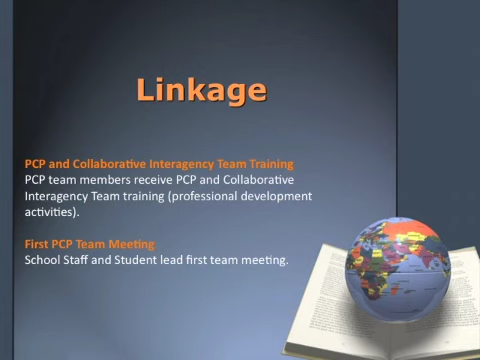 Linkage
PCP and Collaborative Interagency Team Training
PCP team members receive PCP and Collaborative
Interagency Team training (professional development
activities).
First PCP Team Meeting
School Staff and Student lead first team meeting.